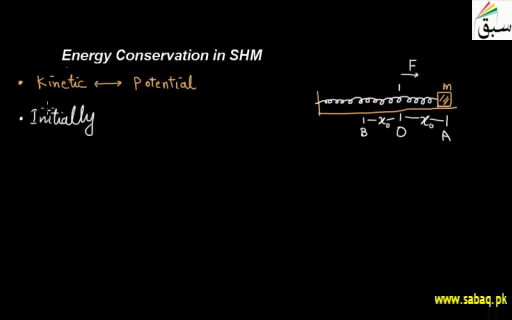 سبق
Energy Conservation in SHM
F
• Kinetic ⟷ Potential
m
• Initially
x₀ x₀
B O A
www.sabaq.pk